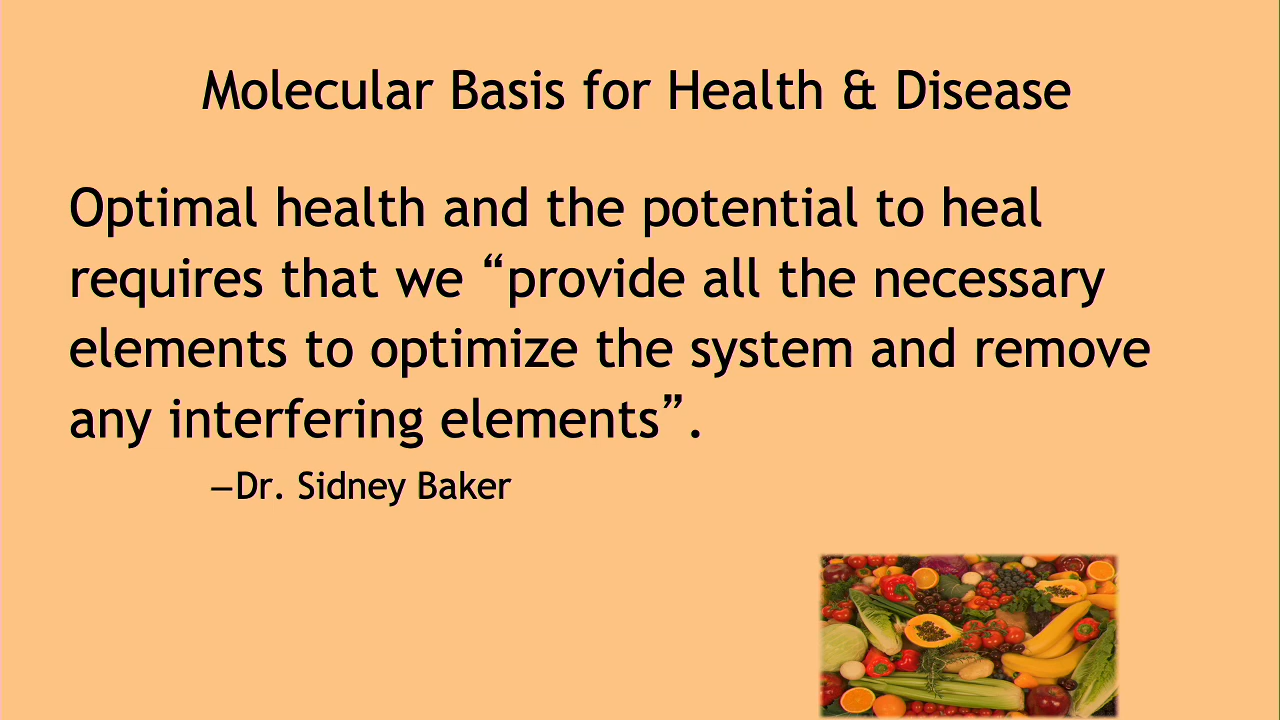 Molecular Basis for Health & Disease
Optimal health and the potential to heal
requires that we “provide all the necessary
elements to optimize the system and remove
any interfering elements”.
–Dr. Sidney Baker